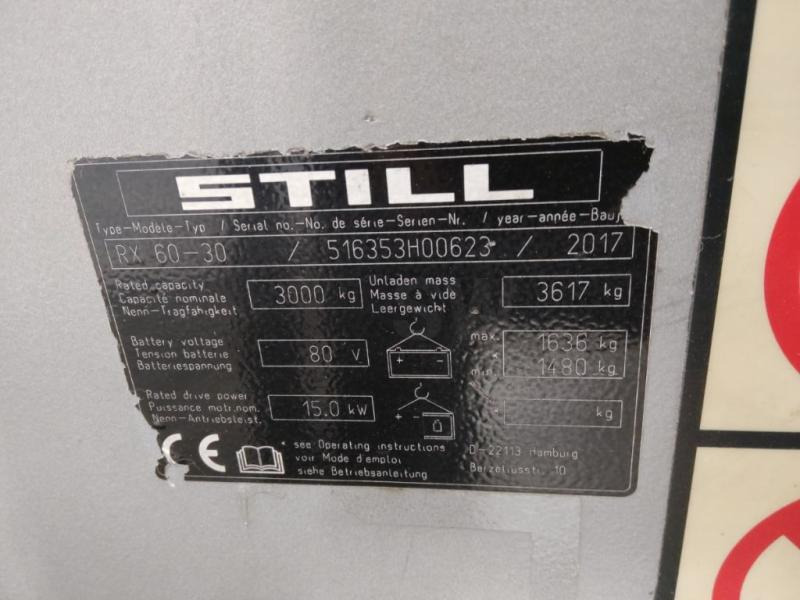 STILL
Type-Modèle-Typ / Serial no.-No. de série-Serien-Nr. / year-année-Bauj
RX 60-30 / 516353H00623 / 2017
Rated capacity
Capacité nominale
Nenn-Tragfähigkeit
3000 kg
Unladen mass
Masse à vide
Leergewicht
3617 kg
Battery voltage
Tension batterie
Batteriespannung
80 V
+ -
max. 1636 kg
*
min. 1480 kg
Rated drive power
Puissance motr.nom.
Nenn-Antriebsleist.
15.0 kW
+ -
kg
CE
* see Operating instructions
voir Mode d'emploi
siehe Betriebsanleitung
D-22113 Hamburg
Berzeliusstr. 10